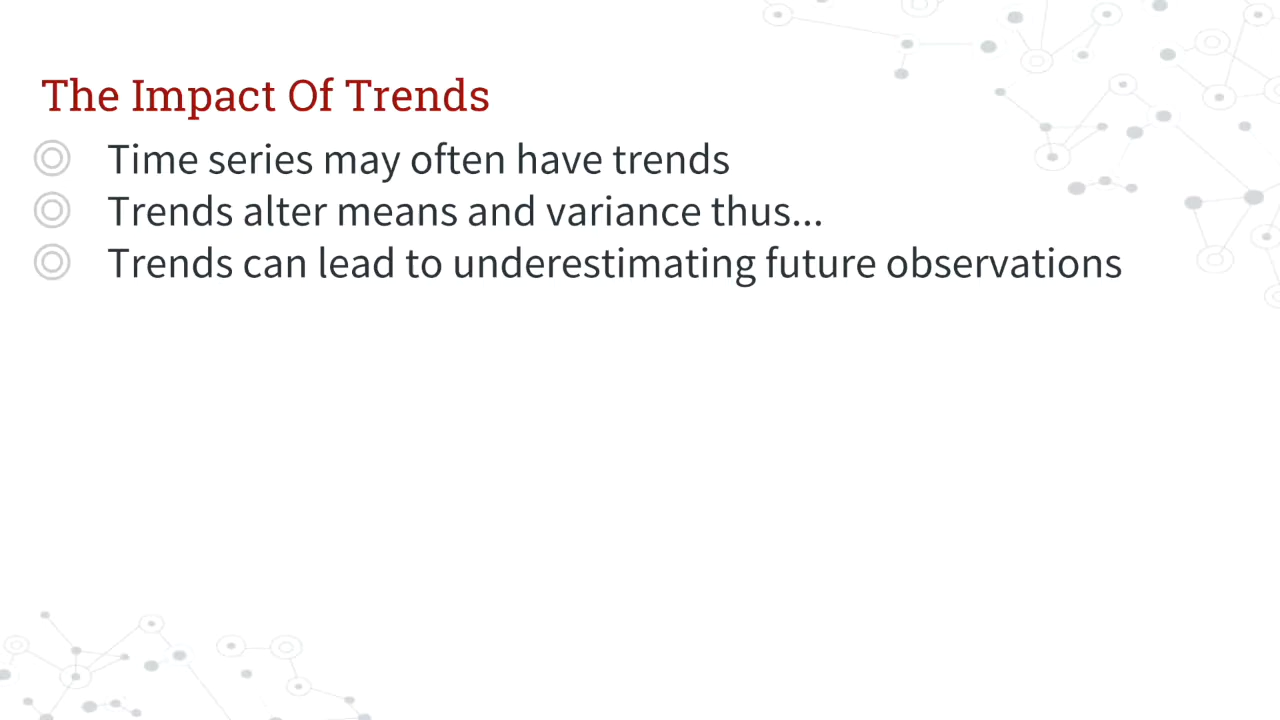 The Impact Of Trends
Time series may often have trends
Trends alter means and variance thus...
Trends can lead to underestimating future observations